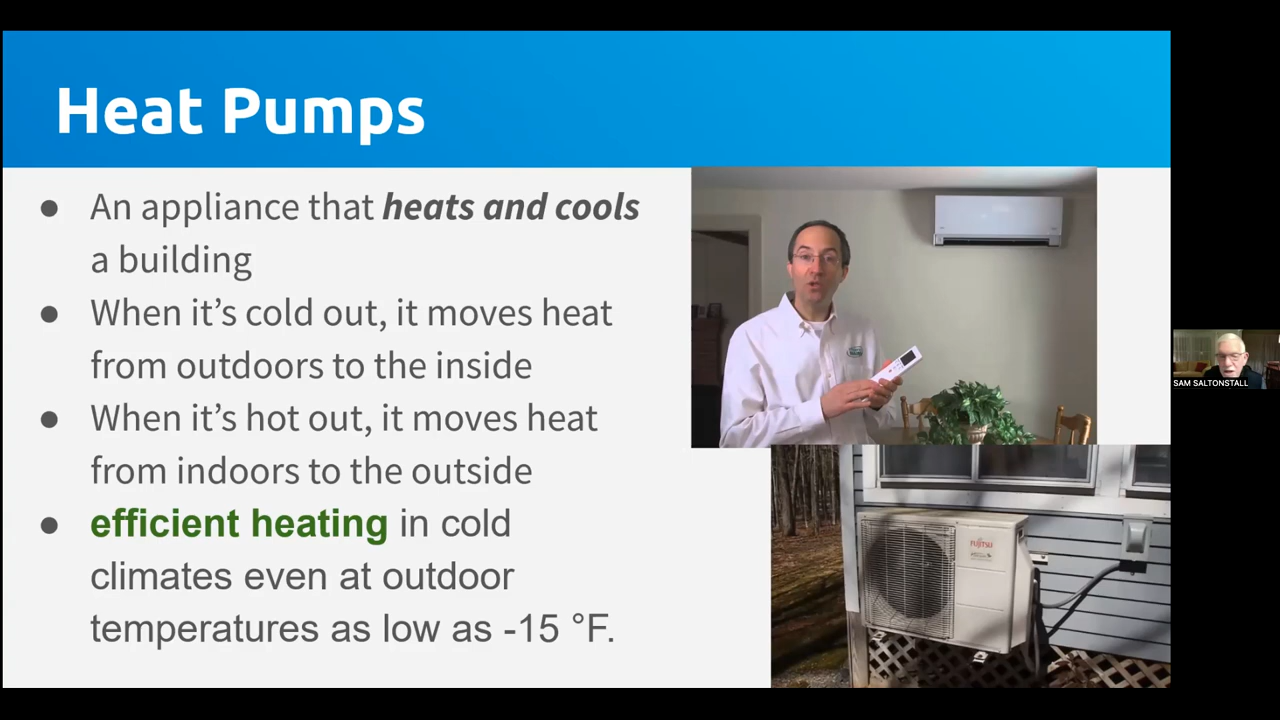 Heat Pumps
● An appliance that heats and cools
a building
● When it's cold out, it moves heat
from outdoors to the inside
● When it's hot out, it moves heat
from indoors to the outside
● efficient heating in cold
climates even at outdoor
temperatures as low as -15 °F.
FUJITSU
SAM SALTONSTALL